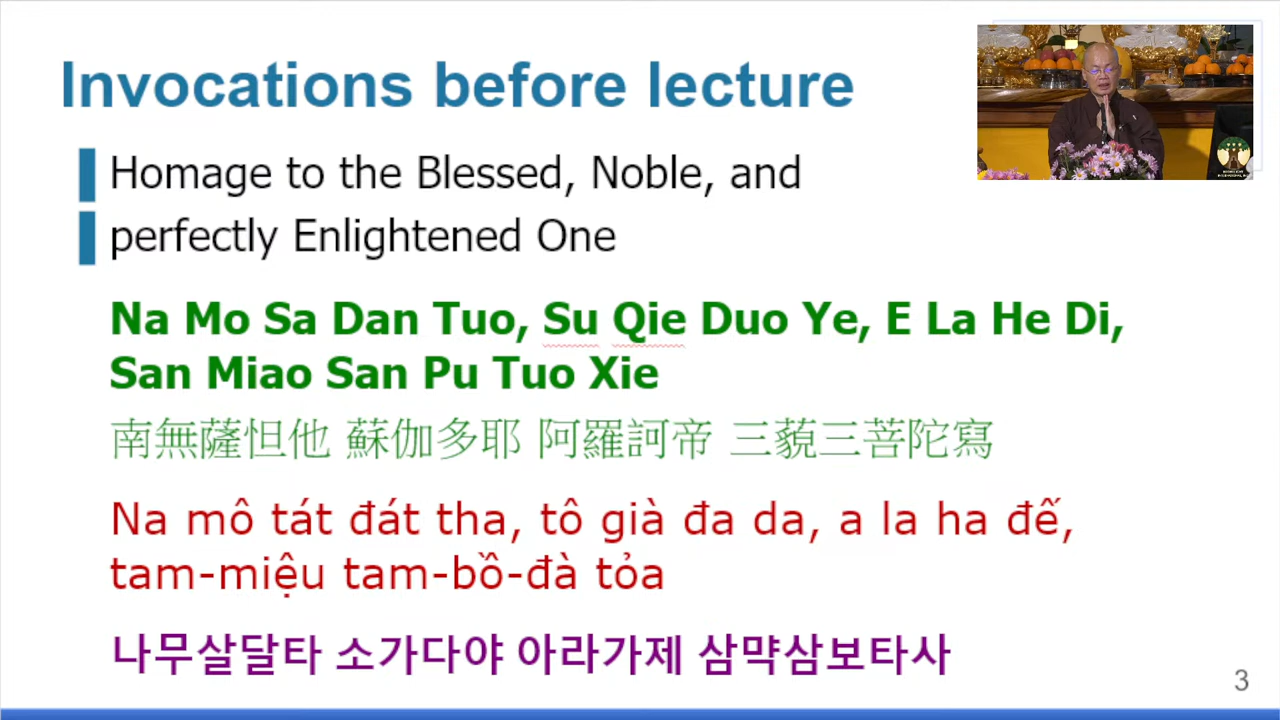 Invocations before lecture
Homage to the Blessed, Noble, and
perfectly Enlightened One
Na Mo Sa Dan Tuo, Su Qie Duo Ye, E La He Di,
San Miao San Pu Tuo Xie
南無薩怛他 蘇伽多耶 阿羅訶帝 三藐三菩陀寫
Na mô tát đát tha, tô già đa da, a la ha đế,
tam-miệu tam-bồ-đà tỏa
나무살달타 소가다야 아라가제 삼먁삼보타사
3